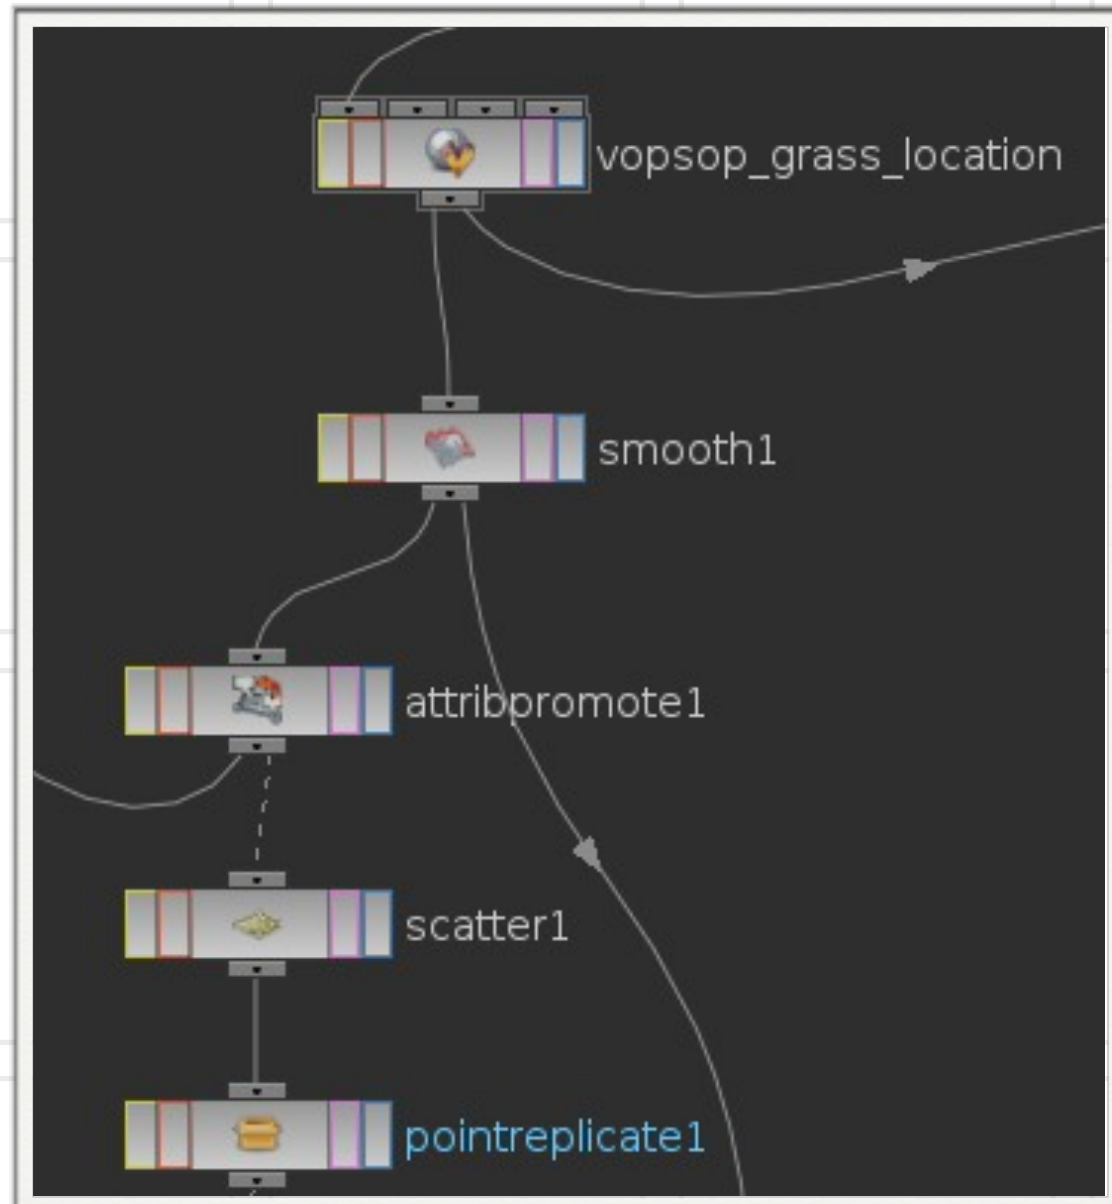 vopsop_grass_location
smooth1
attribpromote1
scatter1
pointreplicate1